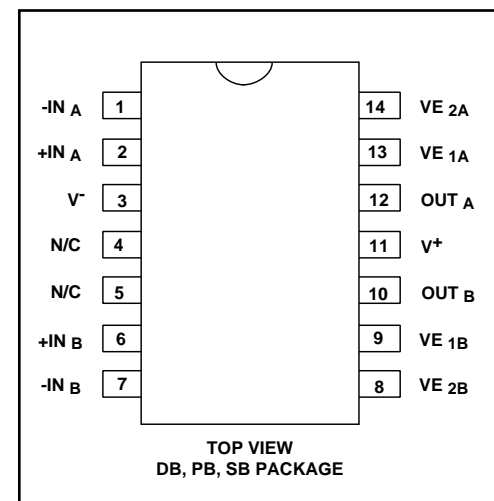 -IN A 1 14 VE 2A
+IN A 2 13 VE 1A
V- 3 12 OUT A
N/C 4 11 V+
N/C 5 10 OUT B
+IN B 6 9 VE 1B
-IN B 7 8 VE 2B
TOP VIEW
DB, PB, SB PACKAGE